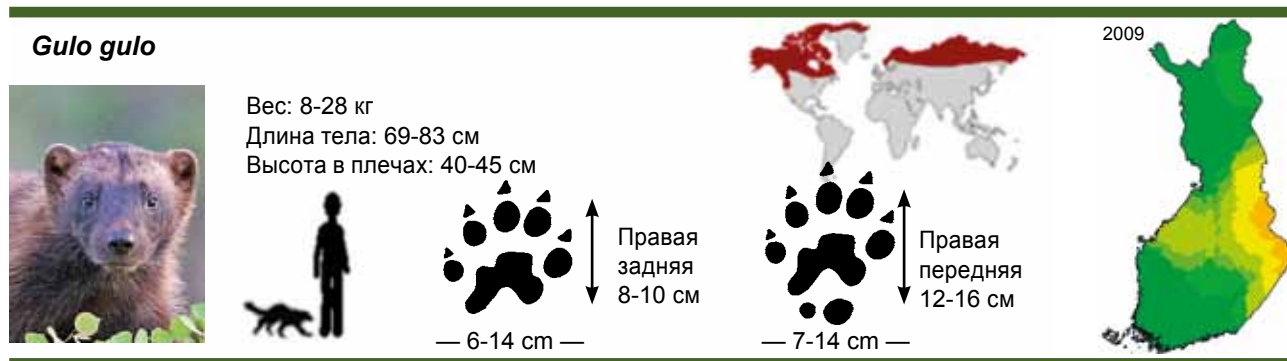 Gulo gulo
Вес: 8-28 кг
Длина тела: 69-83 см
Высота в плечах: 40-45 см
Правая
задняя
8-10 см
— 6-14 cm —
Правая
передняя
12-16 см
— 7-14 cm —
2009